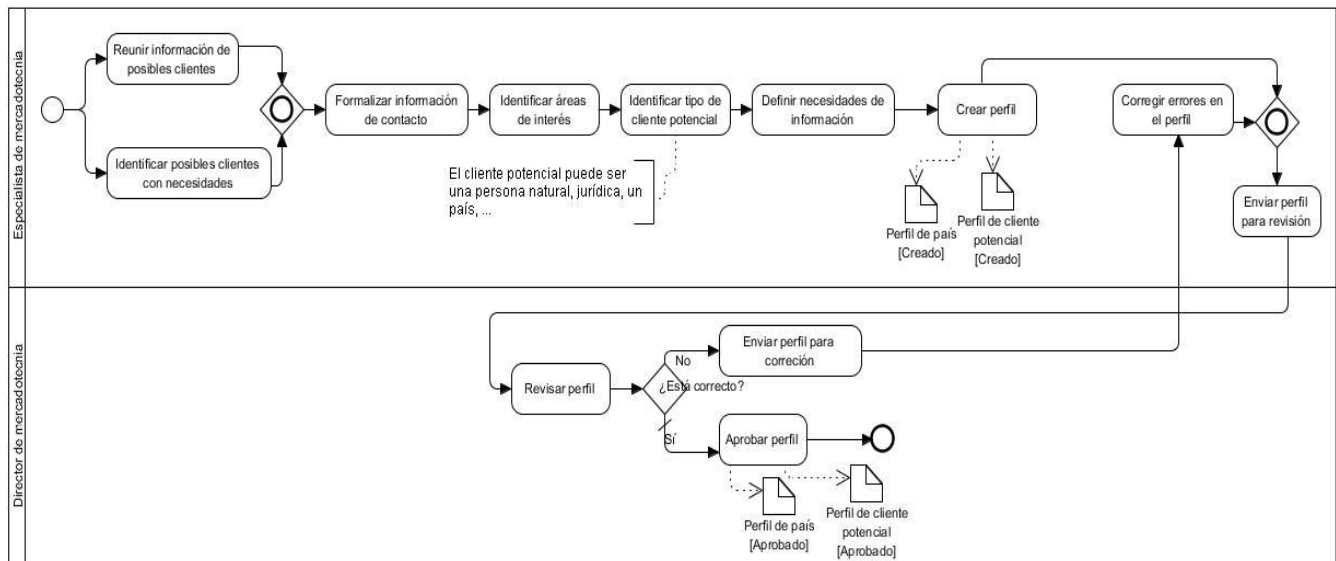 Especialista de mercadotecnia
Reunir información de
posibles clientes
Identificar posibles clientes
con necesidades
Formalizar información
de contacto
Identificar áreas
de interés
Identificar tipo de
cliente potencial
El cliente potencial puede ser
una persona natural, jurídica, un
país, ...
Definir necesidades de
información
Crear perfil
Perfil de país
[Creado]
Perfil de cliente
potencial
[Creado]
Corregir errores en
el perfil
Enviar perfil
para revisión
Director de mercadotecnia
Revisar perfil
¿Está correcto?
No
Enviar perfil para
correción
Sí
Aprobar perfil
Perfil de país
[Aprobado]
Perfil de cliente
potencial
[Aprobado]